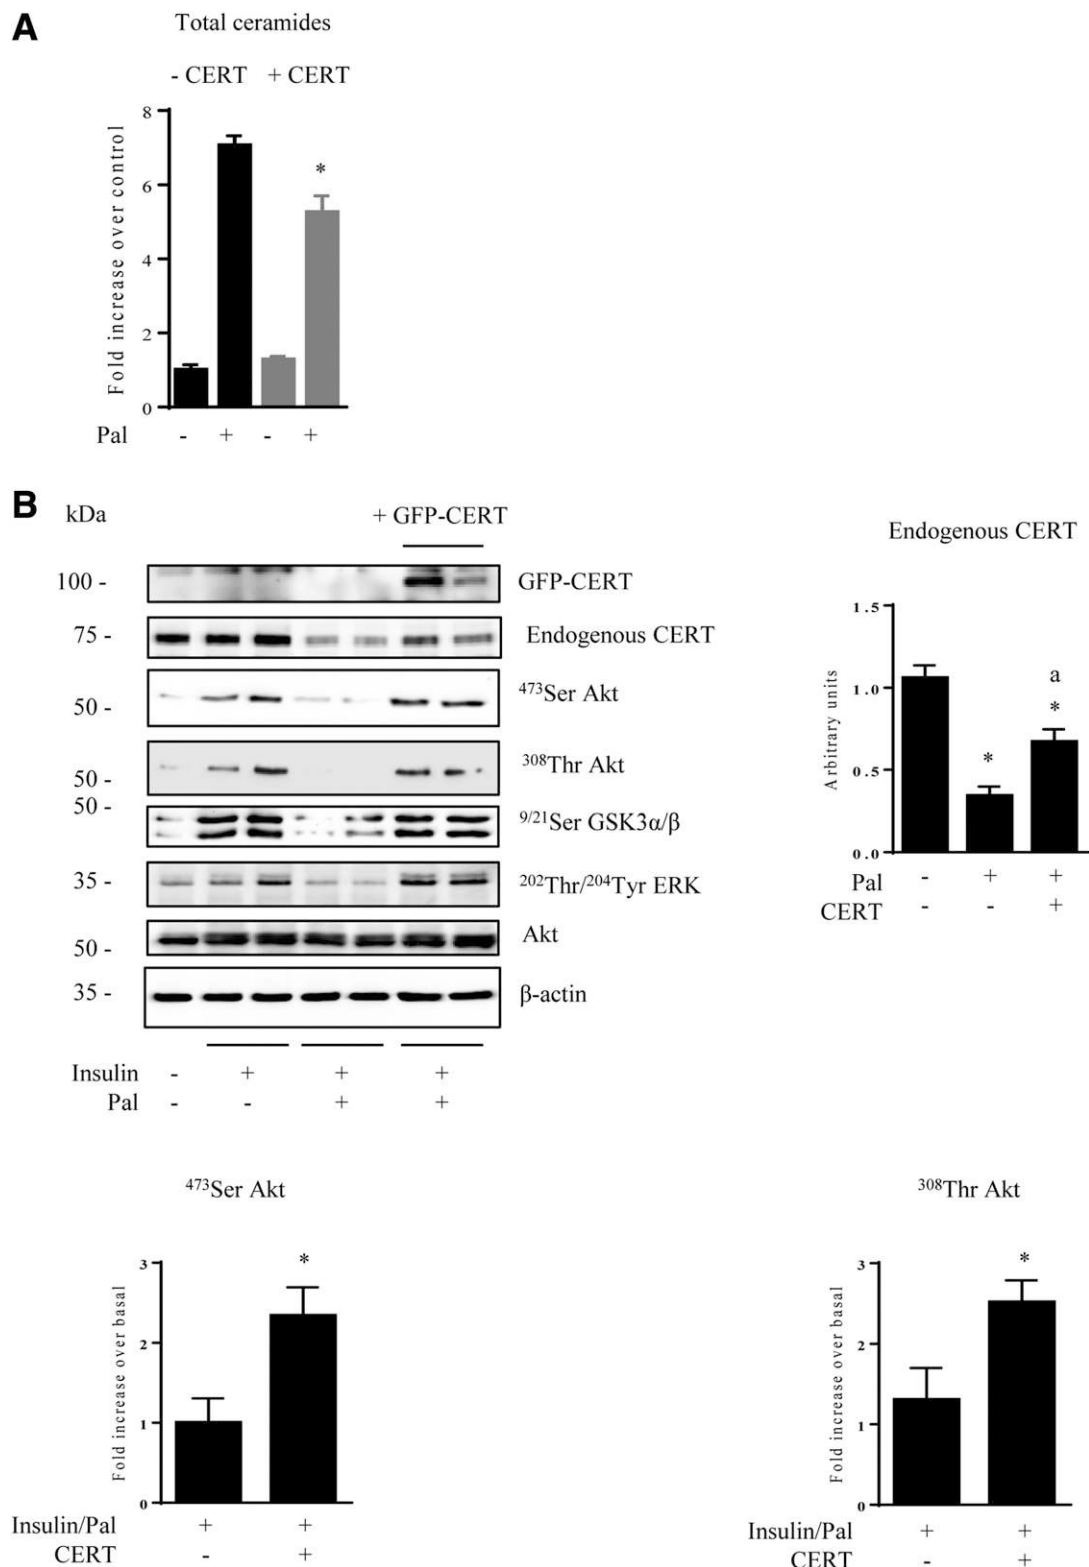 A
Total ceramides
- CERT + CERT
Fold increase over control
8
6
4
2
0
*
Pal - + - +
B
kDa
+ GFP-CERT
100 - GFP-CERT
75 - Endogenous CERT
50 - 473Ser Akt
50 - 308Thr Akt
50 - 9/21Ser GSK3α/β
35 - 202Thr/204Tyr ERK
50 - Akt
35 - β-actin
Insulin - + + +
Pal - - + +
Endogenous CERT
Arbitrary units
1.5
1.0
0.5
0.0
*
a
*
Pal - + +
CERT - - +
473Ser Akt
Fold increase over basal
3
2
1
0
*
Insulin/Pal + +
CERT - +
308Thr Akt
Fold increase over basal
3
2
1
0
*
Insulin/Pal + +
CERT - +